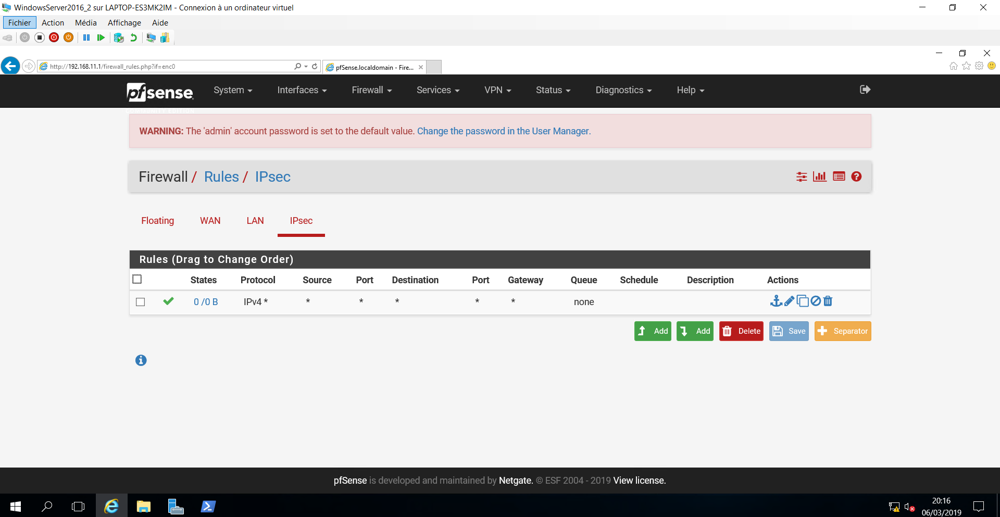 WindowsServer2016_2 sur LAPTOP-ES3MK2IM - Connexion à un ordinateur virtuel
Fichier Action Média Affichage Aide
http://192.168.11.1/firewall_rules.php?if=enc0 pfSense.localdomain - Fire...
pfsense System Interfaces Firewall Services VPN Status Diagnostics Help
COMMUNITY EDITION
WARNING: The 'admin' account password is set to the default value. Change the password in the User Manager.
Firewall / Rules / IPsec
Floating WAN LAN IPsec
Rules (Drag to Change Order)
States Protocol Source Port Destination Port Gateway Queue Schedule Description Actions
0 /0 B IPv4 * * * * * * none
Add Add Delete Save Separator
pfSense is developed and maintained by Netgate. © ESF 2004 - 2019 View license.
20:16
06/03/2019